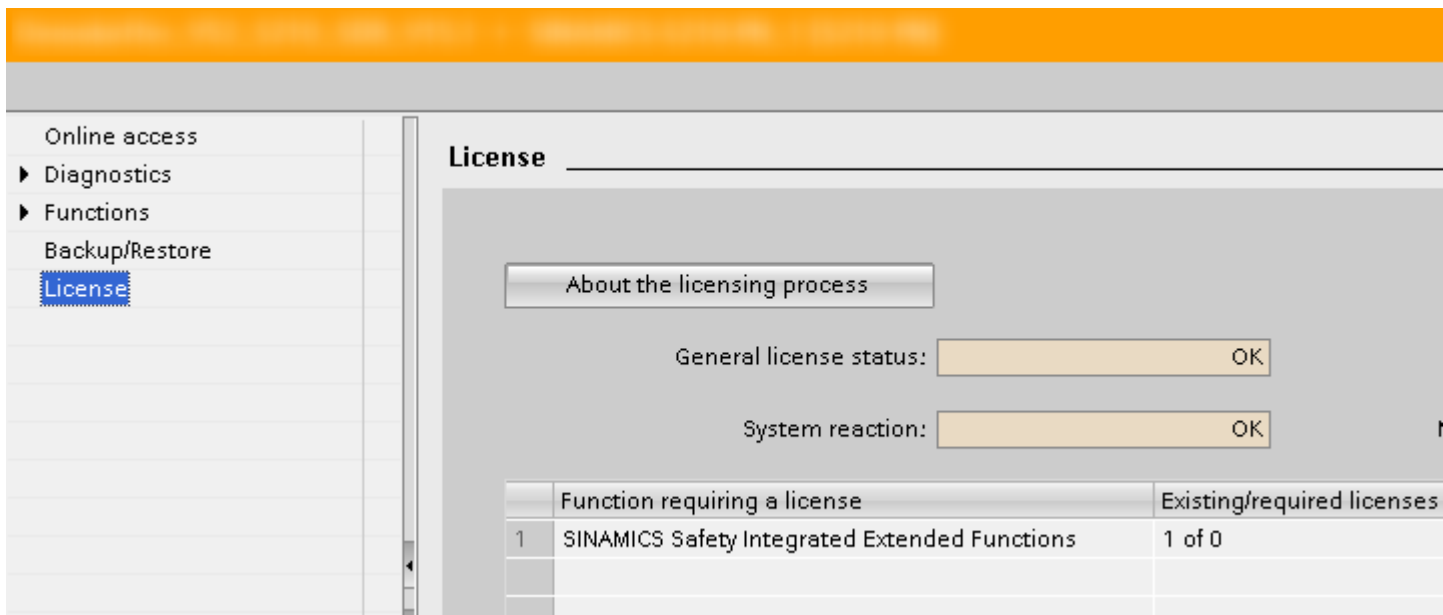 Online access
Diagnostics
Functions
Backup/Restore
License
License
About the licensing process
General license status: OK
System reaction: OK
Function requiring a license Existing/required licenses
1 SINAMICS Safety Integrated Extended Functions 1 of 0